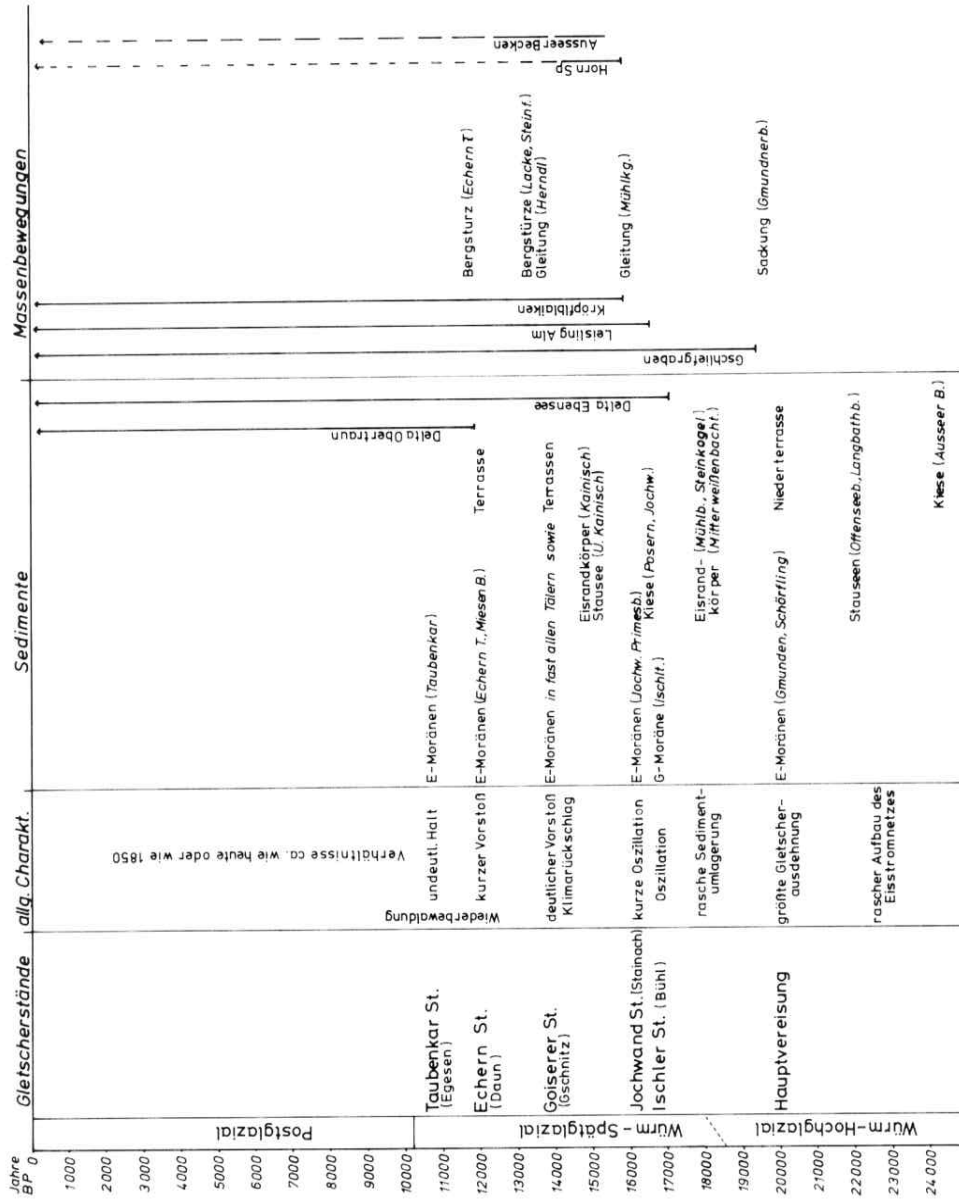 Jahre
BP
Gletscherstände
allg. Charakt.
Sedimente
Massenbewegungen
0
1000
2000
3000
4000
5000
6000
7000
8000
9000
10000
11000
12000
13000
14000
15000
16000
17000
18000
19000
20000
21000
22000
23000
24000
Postglazial
Würm-Spätglazial
Würm-Hochglazial
Taubenkar St.
(Egesen)
Echern St.
(Daun)
Goiserer St.
(Gschnitz)
Jochwand St. (Stainach)
Ischler St. (Bühl)
Hauptvereisung
Verhältnisse ca. wie heute oder wie 1850
Wiederbewaldung
undeutl. Halt
kurzer Vorstoß
deutlicher Vorstoß
Klimarückschlag
kurze Oszillation
Oszillation
rasche Sediment-
umlagerung
größte Gletscher-
ausdehnung
rascher Aufbau des
Eisstromnetzes
E-Moränen (Taubenkar)
E-Moränen (Echern T., Miesen B.)
Terrasse
E-Moränen in fast allen Tälern sowie Terrassen
Eisrandkörper (Kainisch)
Stausee (U. Kainisch)
E-Moränen (Jochw. Primesb.)
Kiese (Posern, Jochw.)
G-Moräne (Ischlt.)
Eisrand- (Mühlb., Steinkogel)
körper (Mitterweißenbacht.)
E-Moränen (Gmunden, Schörfling)
Niederterrasse
Stauseen (Offenseeb., Langbathb.)
Kiese (Ausseer B.)
Delta Obertraun
Delta Ebensee
Gschliefgraben
Leisling Alm
Kröpflblaiken
Bergsturz (Echern T.)
Bergstürze (Lacke, Steinf.)
Gleitung (Herndl)
Gleitung (Mühlkg.)
Sackung (Gmundnerb.)
Horn Sp
Ausseer Becken